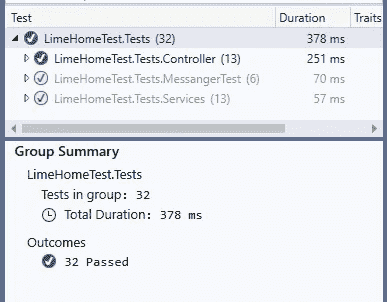 Test Duration Traits
LimeHomeTest.Tests (32) 378 ms
LimeHomeTest.Tests.Controller (13) 251 ms
LimeHomeTest.Tests.MessangerTest (6) 70 ms
LimeHomeTest.Tests.Services (13) 57 ms
Group Summary
LimeHomeTest.Tests
Tests in group: 32
Total Duration: 378 ms
Outcomes
32 Passed